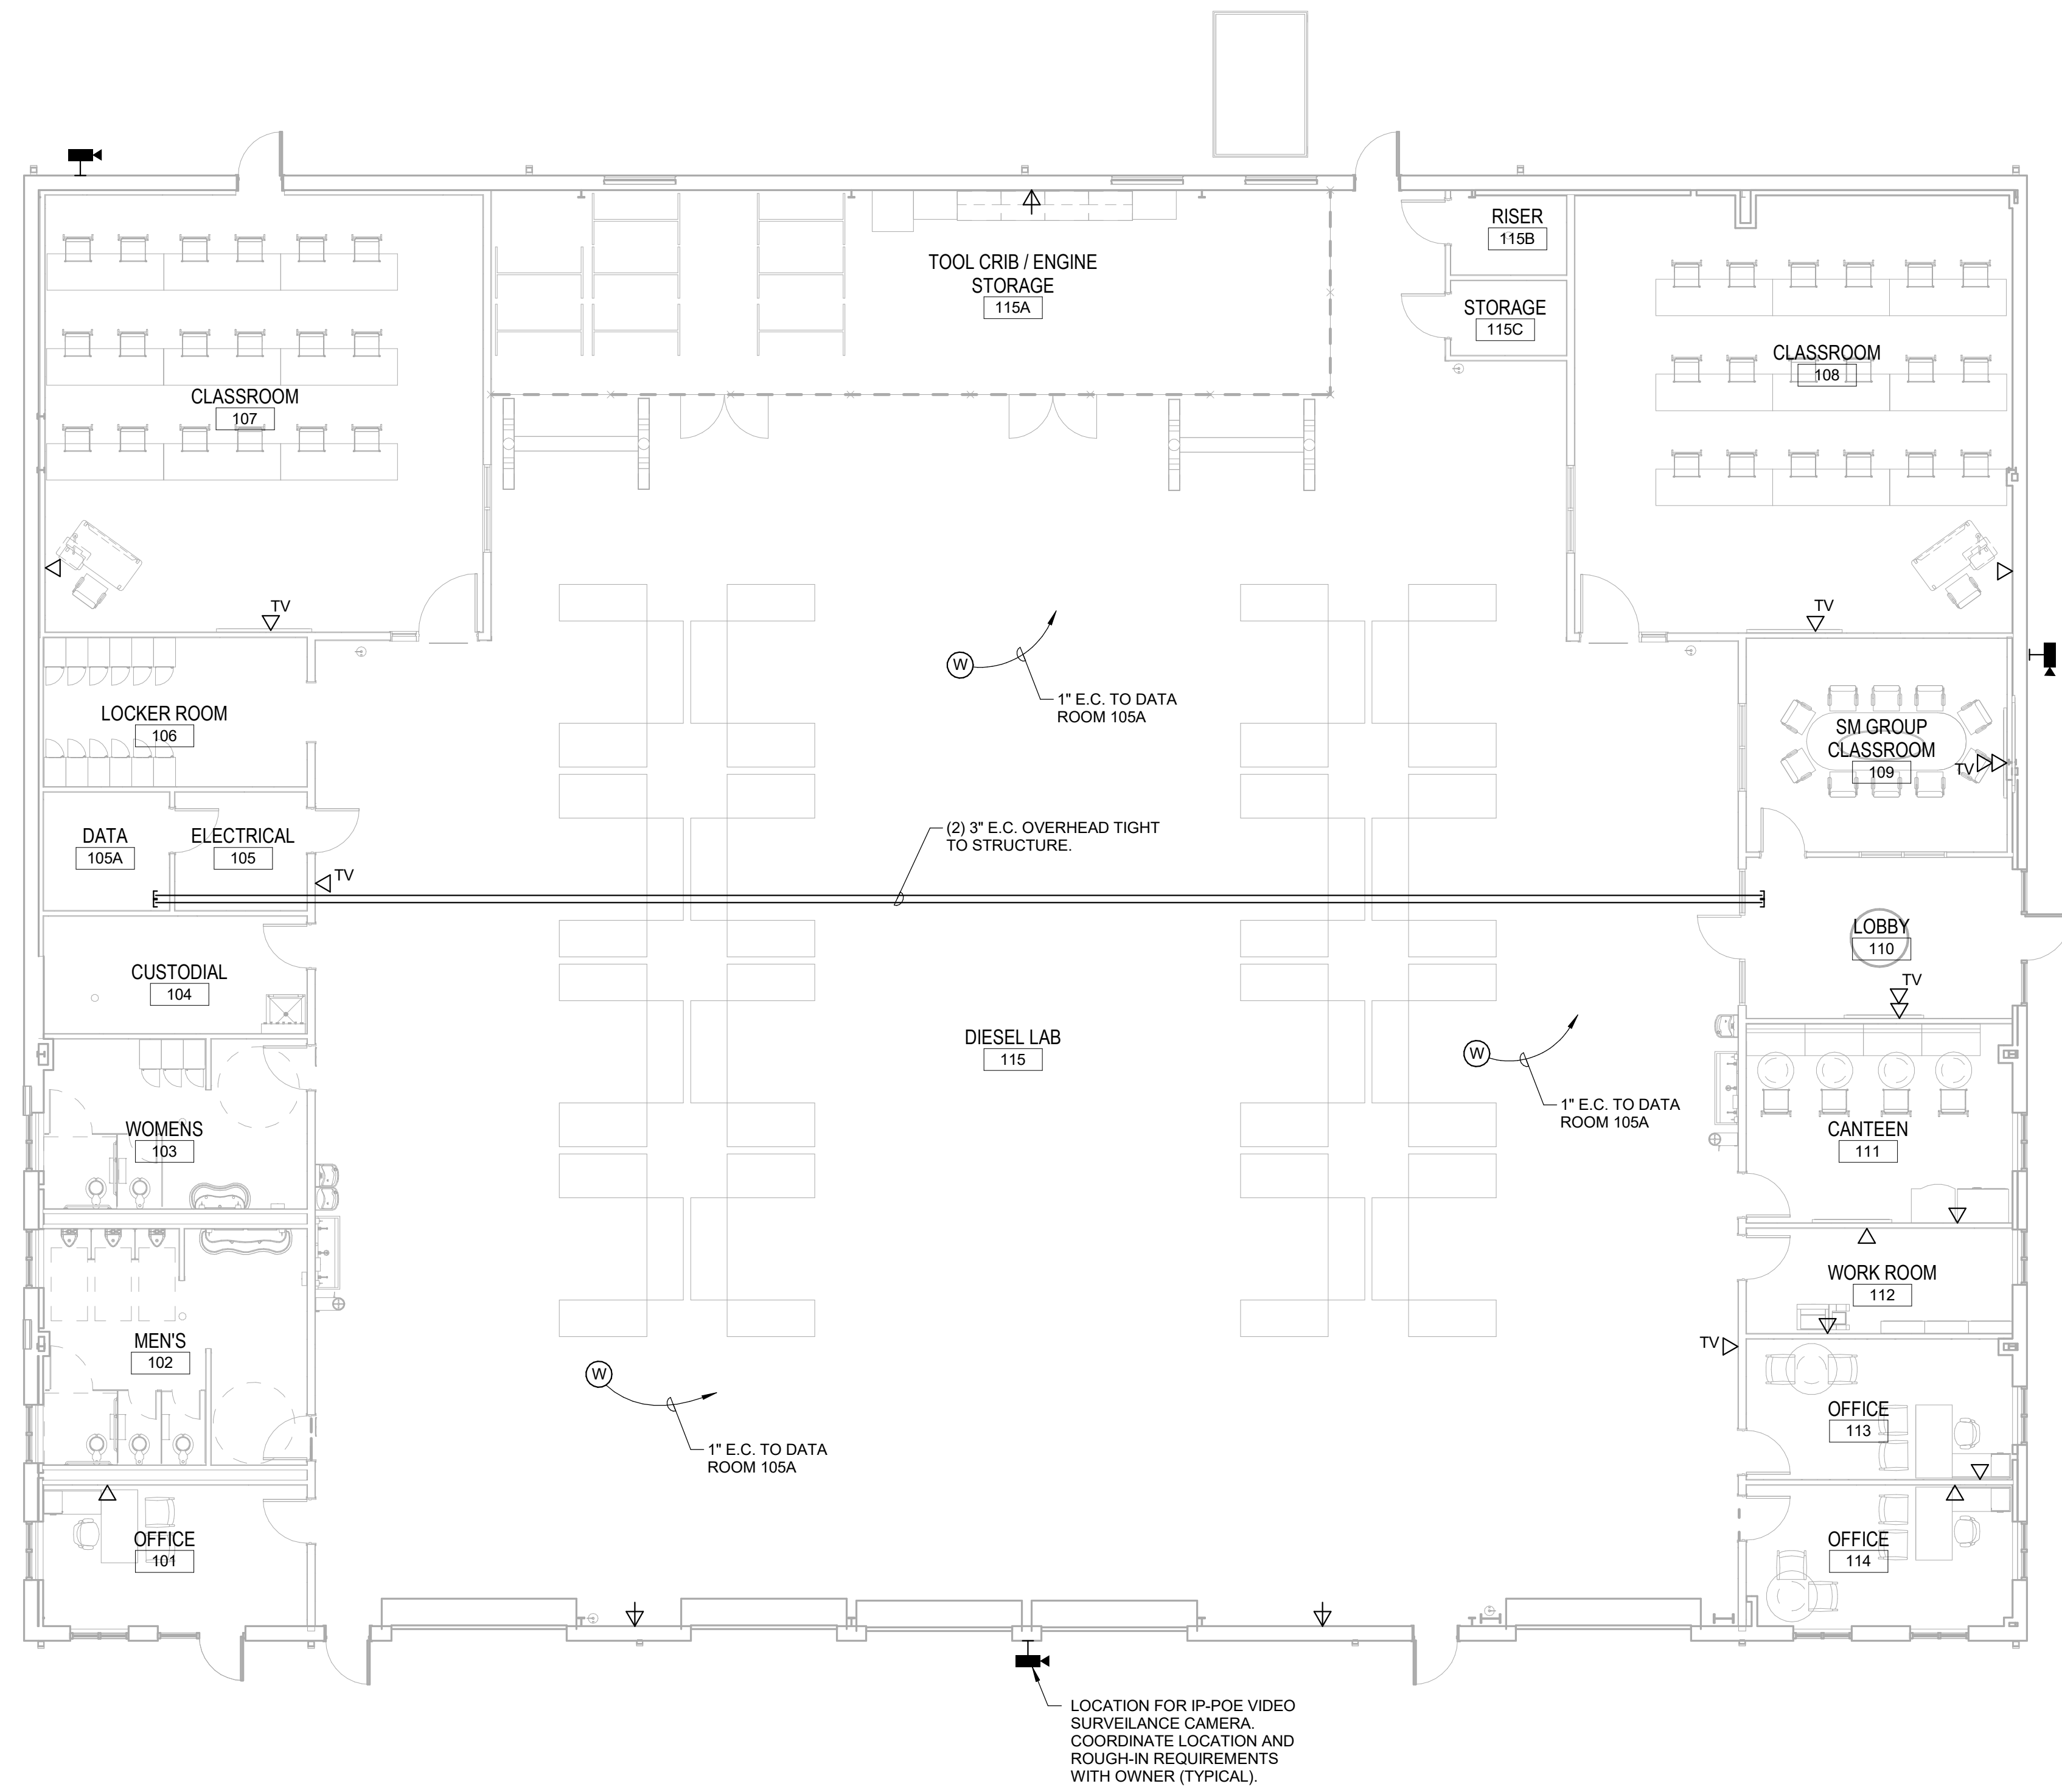 RISER
115B
TOOL CRIB / ENGINE
STORAGE
115A
STORAGE
115C
CLASSROOM
108
CLASSROOM
107
TV
TV
W
1" E.C. TO DATA
ROOM 105A
LOCKER ROOM
106
SM GROUP
CLASSROOM
109
TV
DATA
105A
ELECTRICAL
105
(2) 3" E.C. OVERHEAD TIGHT
TO STRUCTURE.
TV
LOBBY
110
TV
CUSTODIAL
104
DIESEL LAB
115
W
1" E.C. TO DATA
ROOM 105A
WOMENS
103
CANTEEN
111
WORK ROOM
112
MEN'S
102
TV
W
1" E.C. TO DATA
ROOM 105A
OFFICE
113
OFFICE
101
OFFICE
114
LOCATION FOR IP-POE VIDEO
SURVEILANCE CAMERA.
COORDINATE LOCATION AND
ROUGH-IN REQUIREMENTS
WITH OWNER (TYPICAL).